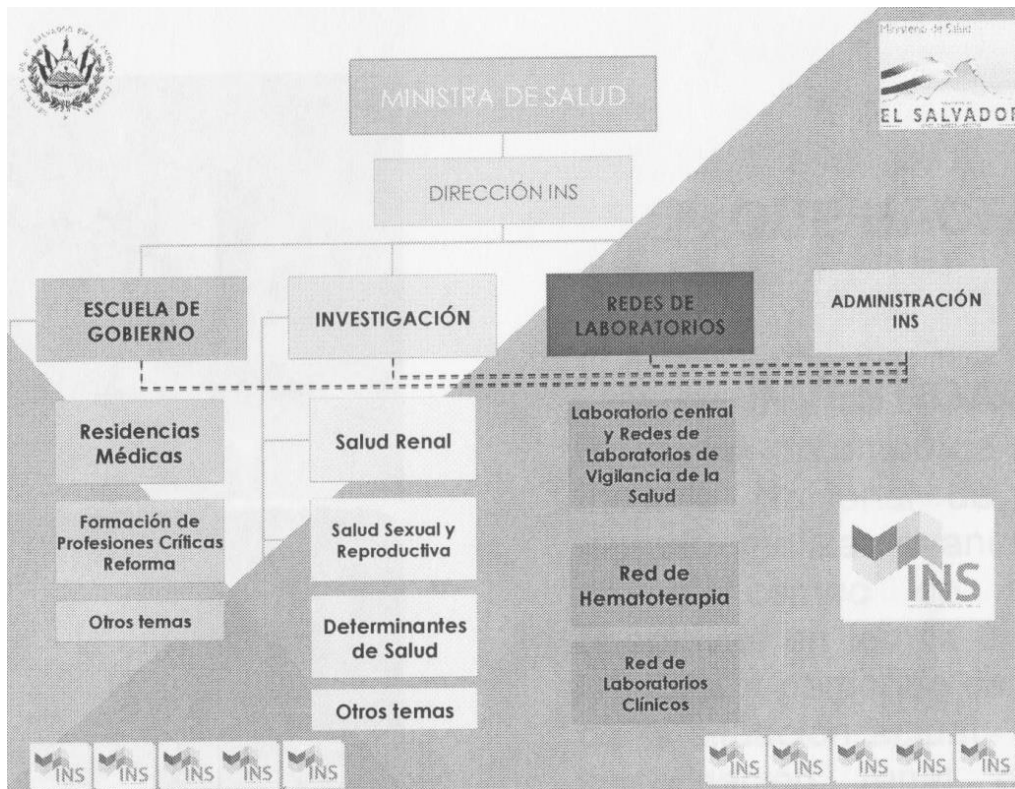 Ministerio de Salud
EL SALVADOR
MINISTRA DE SALUD
DIRECCIÓN INS
ESCUELA DE
GOBIERNO
INVESTIGACIÓN
REDES DE
LABORATORIOS
ADMINISTRACIÓN
INS
Residencias
Médicas
Formación de
Profesiones Críticas
Reforma
Otros temas
Salud Renal
Salud Sexual y
Reproductiva
Determinantes
de Salud
Otros temas
Laboratorio central
y Redes de
Laboratorios de
Vigilancia de la
Salud
Red de
Hematoterapia
Red de
Laboratorios
Clínicos
INS
INS
INS
INS
INS
INS
INS
INS
INS
INS
INS